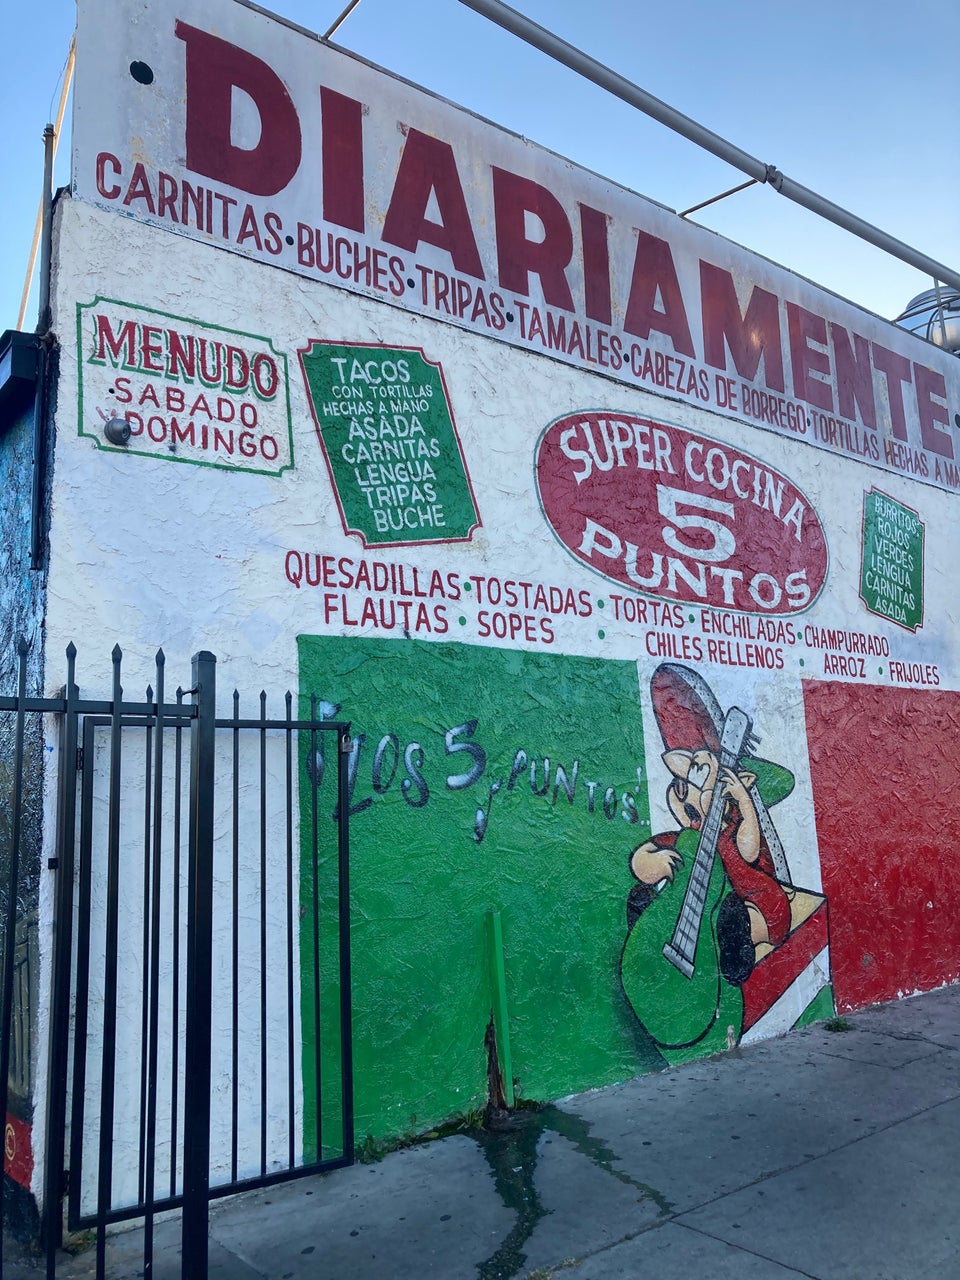 DIARIAMENTE
CARNITAS•BUCHES•TRIPAS•TAMALES•CABEZAS DE BORREGO•TORTILLAS HECHAS A
MENUDO
SABADO
DOMINGO
TACOS
CON TORTILLAS
HECHAS A MANO
ASADA
CARNITAS
LENGUA
TRIPAS
BUCHE
SUPER COCINA
5
PUNTOS
BURRITOS,
ROJOS
VERDES
LENGUA
CARNITAS
ASADA
QUESADILLAS•TOSTADAS•TORTAS•ENCHILADAS•CHAMPURRADO
FLAUTAS•SOPES•CHILES RELLENOS•ARROZ•FRIJOLES
LOS 5 PUNTOS